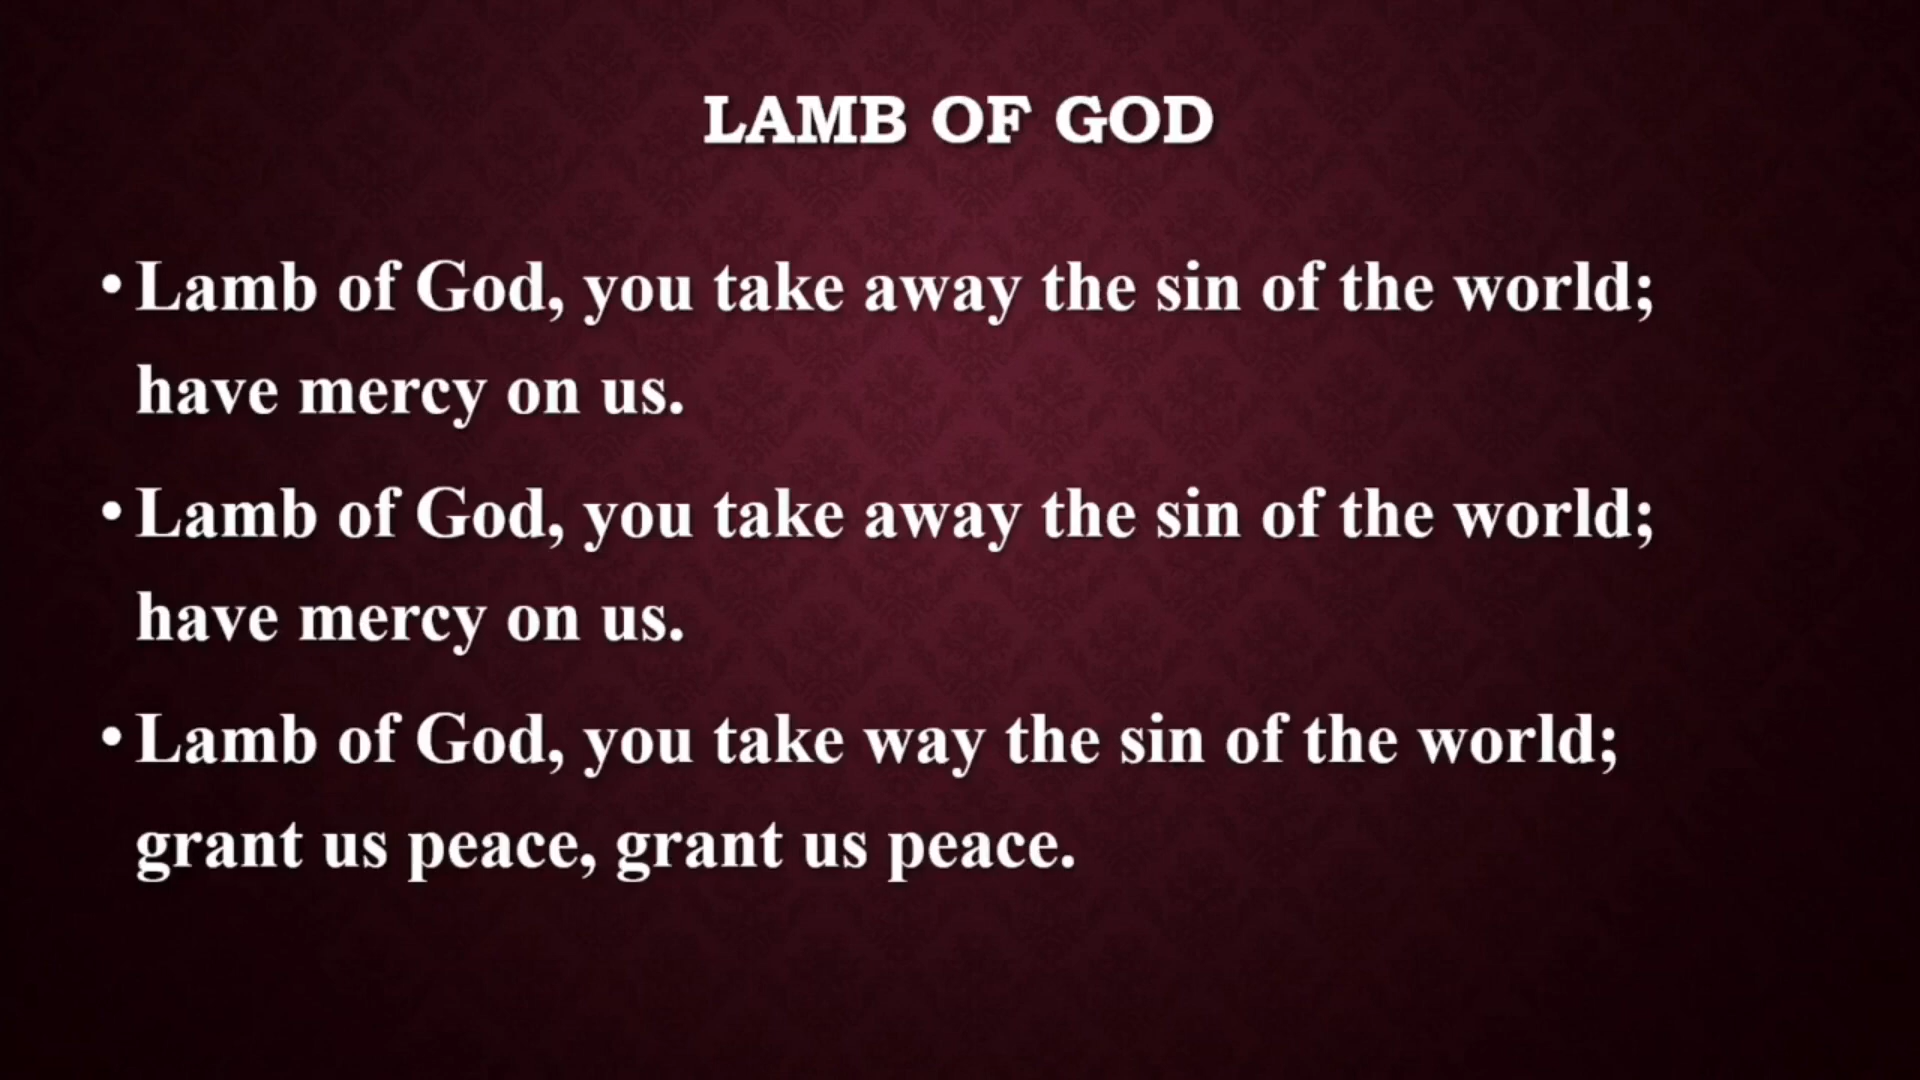 LAMB OF GOD
• Lamb of God, you take away the sin of the world;
have mercy on us.
• Lamb of God, you take away the sin of the world;
have mercy on us.
• Lamb of God, you take way the sin of the world;
grant us peace, grant us peace.